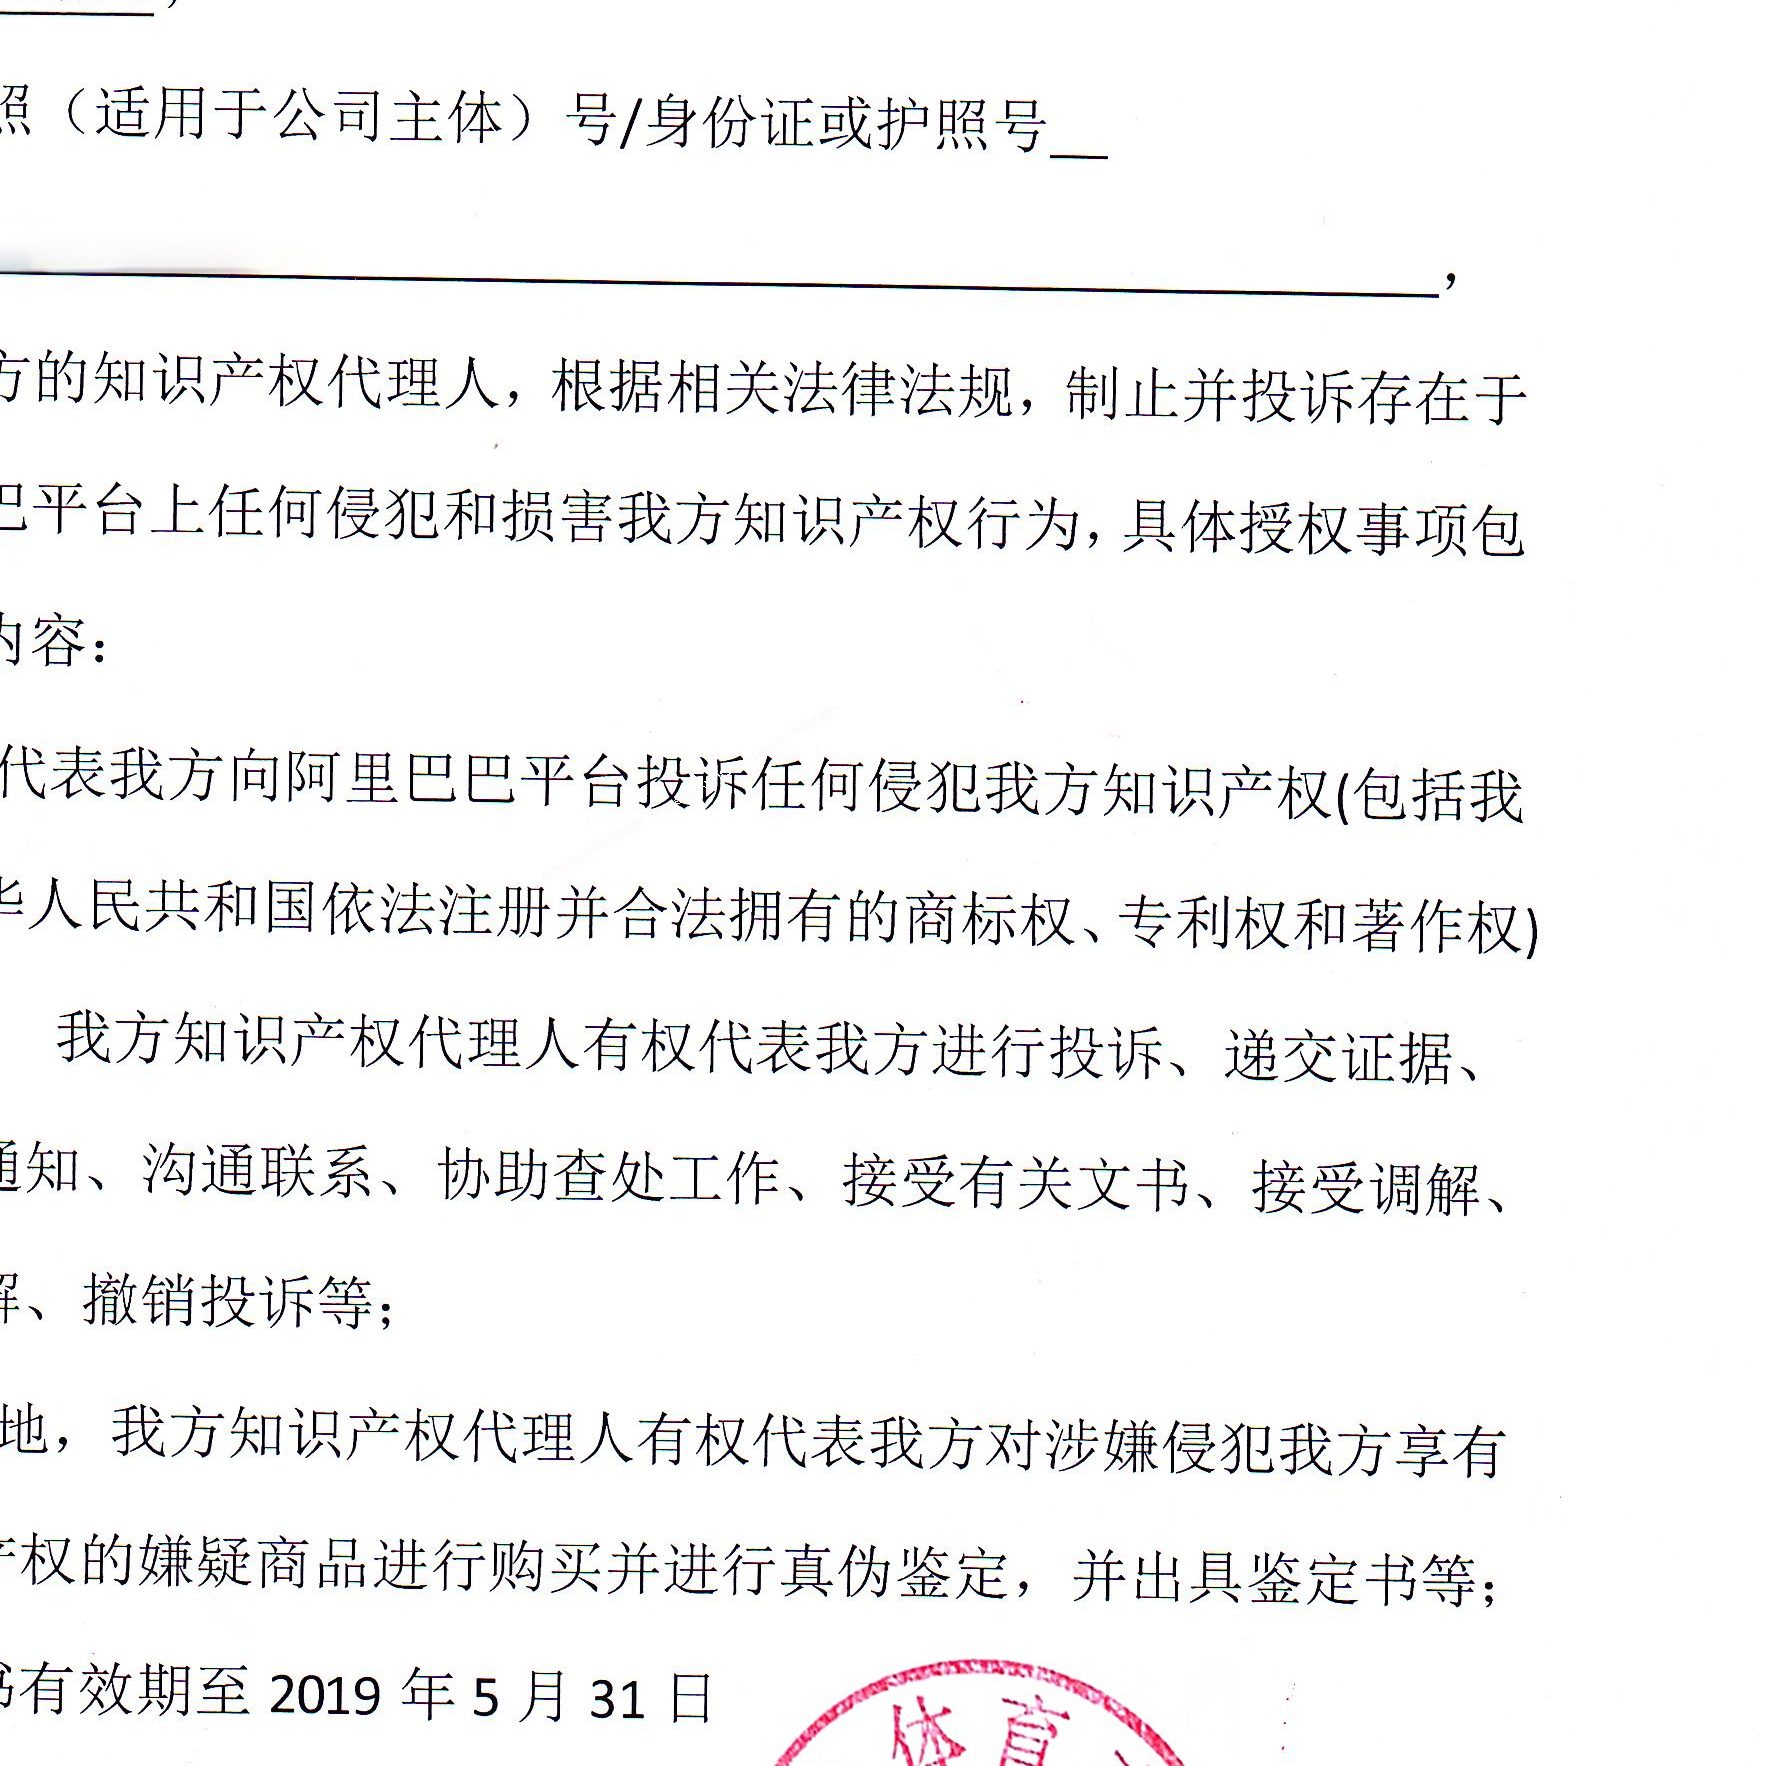 照（适用于公司主体）号/身份证或护照号
，
方的知识产权代理人，根据相关法律法规，制止并投诉存在于
巴平台上任何侵犯和损害我方知识产权行为，具体授权事项包
内容：
代表我方向阿里巴巴平台投诉任何侵犯我方知识产权(包括我
华人民共和国依法注册并合法拥有的商标权、专利权和著作权)
我方知识产权代理人有权代表我方进行投诉、递交证据、
通知、沟通联系、协助查处工作、接受有关文书、接受调解、
解、撤销投诉等；
地，我方知识产权代理人有权代表我方对涉嫌侵犯我方享有
产权的嫌疑商品进行购买并进行真伪鉴定，并出具鉴定书等；
书有效期至 2019 年 5 月 31 日
体育